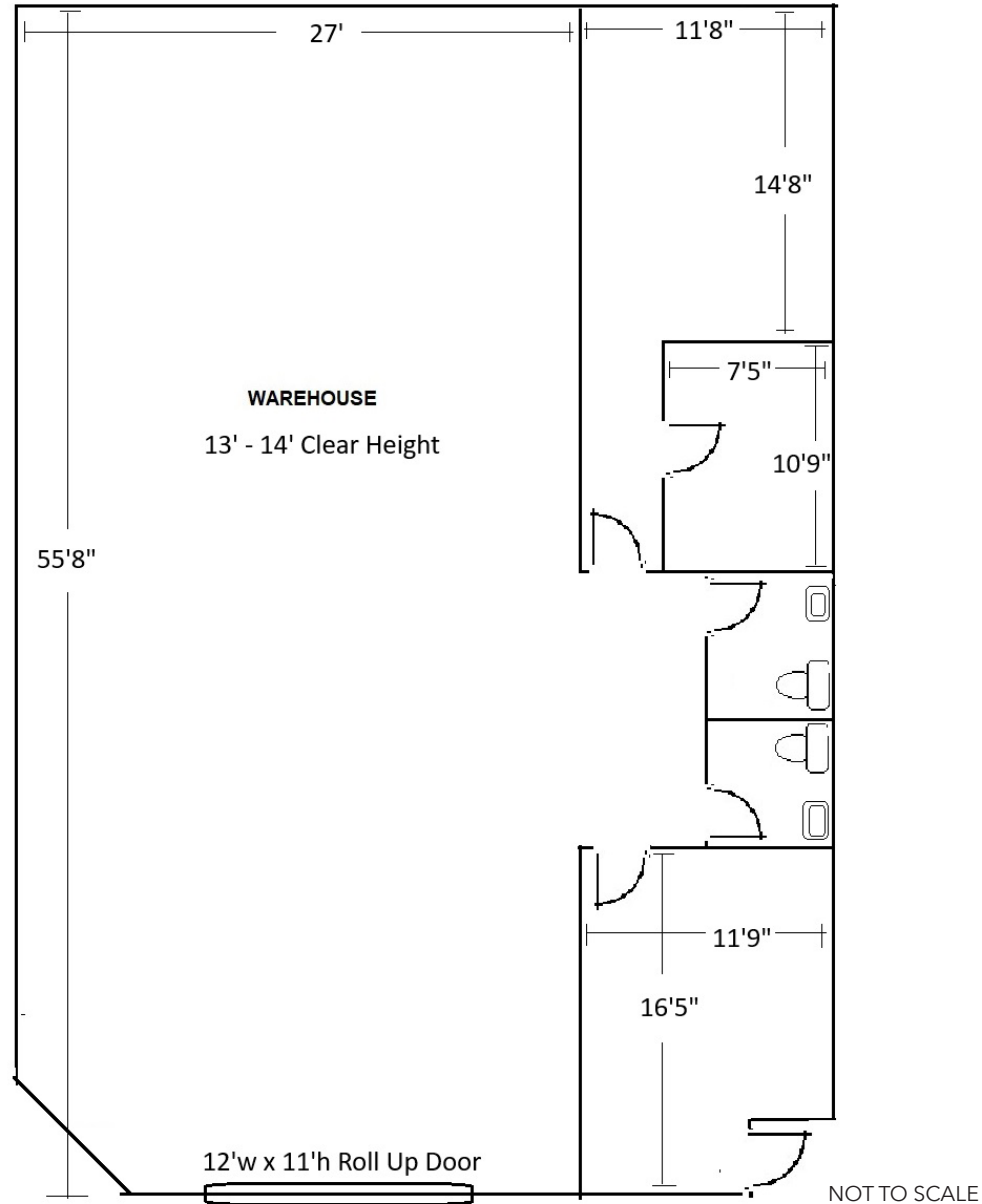 27'
11'8"
14'8"
7'5"
WAREHOUSE
13' - 14' Clear Height
10'9"
55'8"
11'9"
16'5"
12'w x 11'h Roll Up Door
NOT TO SCALE